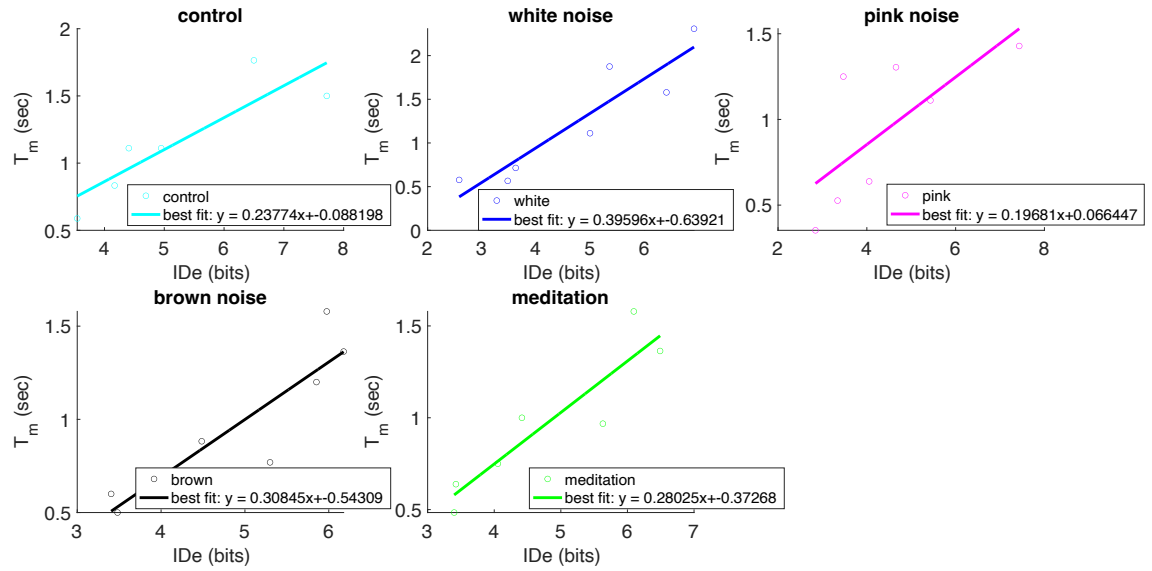 control
white noise
pink noise
T_m (sec)
2
1.5
1
0.5
control
best fit: y = 0.23774x+-0.088198
4
5
6
7
8
IDe (bits)
T_m (sec)
2
1.5
1
0.5
0
white
best fit: y = 0.39596x+-0.63921
2
3
4
5
6
IDe (bits)
T_m (sec)
1.5
1
0.5
pink
best fit: y = 0.19681x+0.066447
2
4
6
8
IDe (bits)
brown noise
meditation
T_m (sec)
1.5
1
0.5
brown
best fit: y = 0.30845x+-0.54309
3
4
5
6
IDe (bits)
T_m (sec)
1.5
1
0.5
meditation
best fit: y = 0.28025x+-0.37268
3
4
5
6
7
IDe (bits)